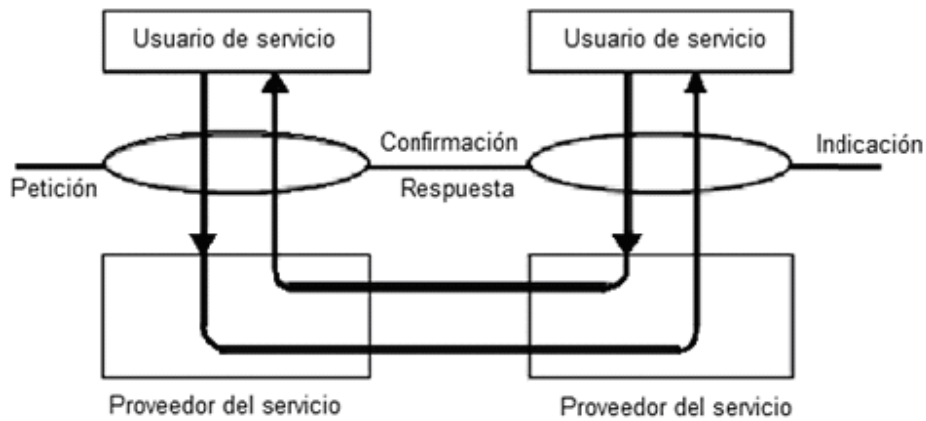 Usuario de servicio
Usuario de servicio
Confirmación
Indicación
Petición
Respuesta
Proveedor del servicio
Proveedor del servicio